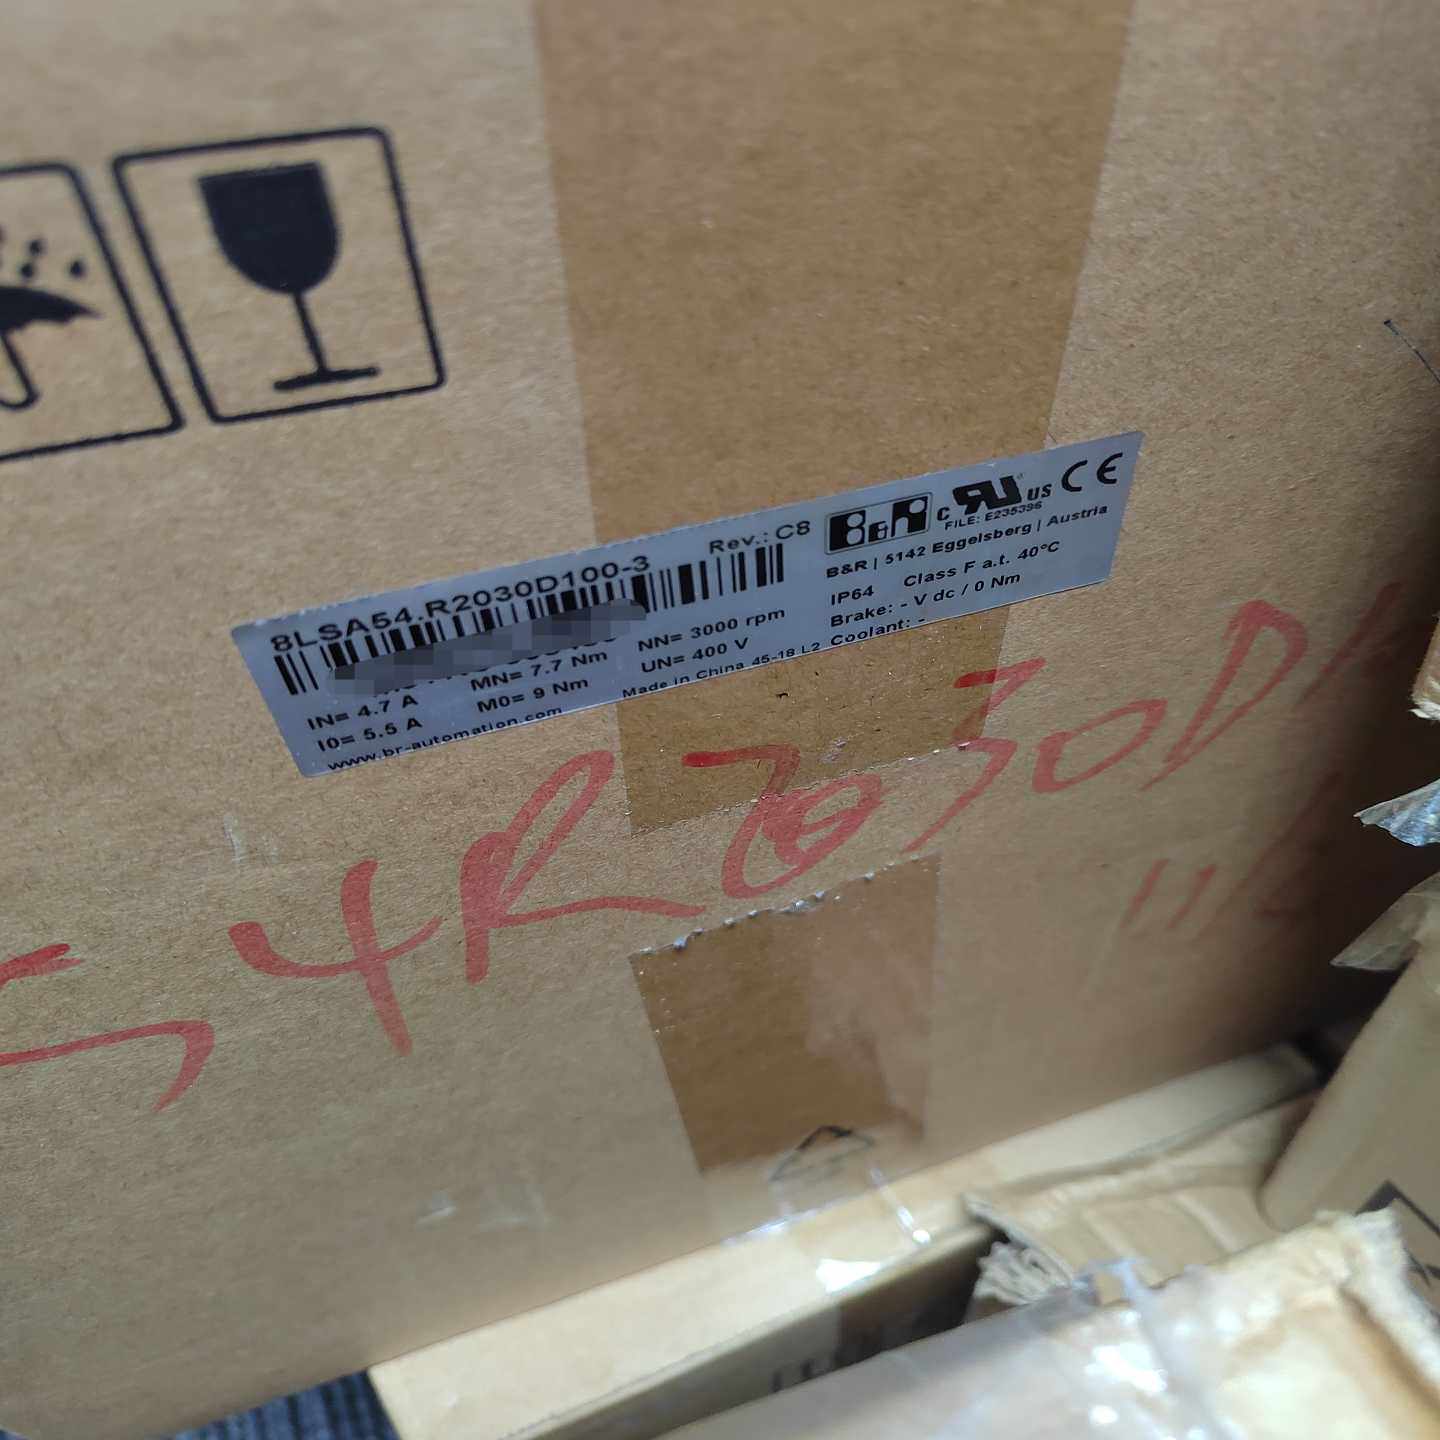 8LSA54.R2030D100-3 Rev.: C8
IN= 4.7 A MN= 7.7 Nm NN= 3000 rpm
I0= 5.5 A M0= 9 Nm UN= 400 V
www.br-automation.com Made in China 45-18 L2
B&R c RU US CE
FILE: E235396
B&R | 5142 Eggelsberg | Austria
IP64 Class F a.t. 40°C
Brake: - V dc / 0 Nm
Coolant: -
54R2030D1